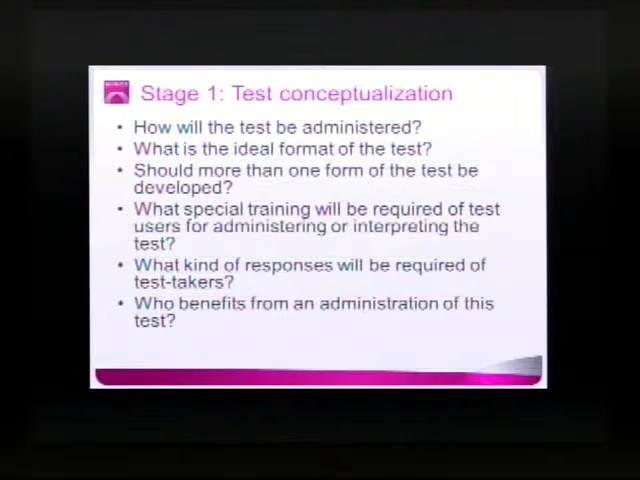 Stage 1: Test conceptualization
• How will the test be administered?
• What is the ideal format of the test?
• Should more than one form of the test be
developed?
• What special training will be required of test
users for administering or interpreting the
test?
• What kind of responses will be required of
test-takers?
• Who benefits from an administration of this
test?